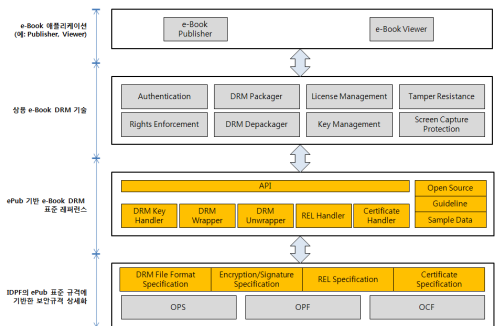 e-Book 애플리케이션
(예: Publisher, Viewer)
e-Book
Publisher
e-Book Viewer
상용 e-Book DRM 기술
Authentication
DRM Packager
License Management
Tamper Resistance
Rights Enforcement
DRM Depackager
Key Management
Screen Capture
Protection
ePub 기반 e-Book DRM
표준 레퍼런스
API
Open Source
DRM Key
Handler
DRM
Wrapper
DRM
Unwrapper
REL Handler
Certificate
Handler
Guideline
Sample Data
IDPF의 ePub 표준 규격에
기반한 보안규격 상세화
DRM File Format
Specification
Encryption/Signature
Specification
REL Specification
Certificate
Specification
OPS
OPF
OCF